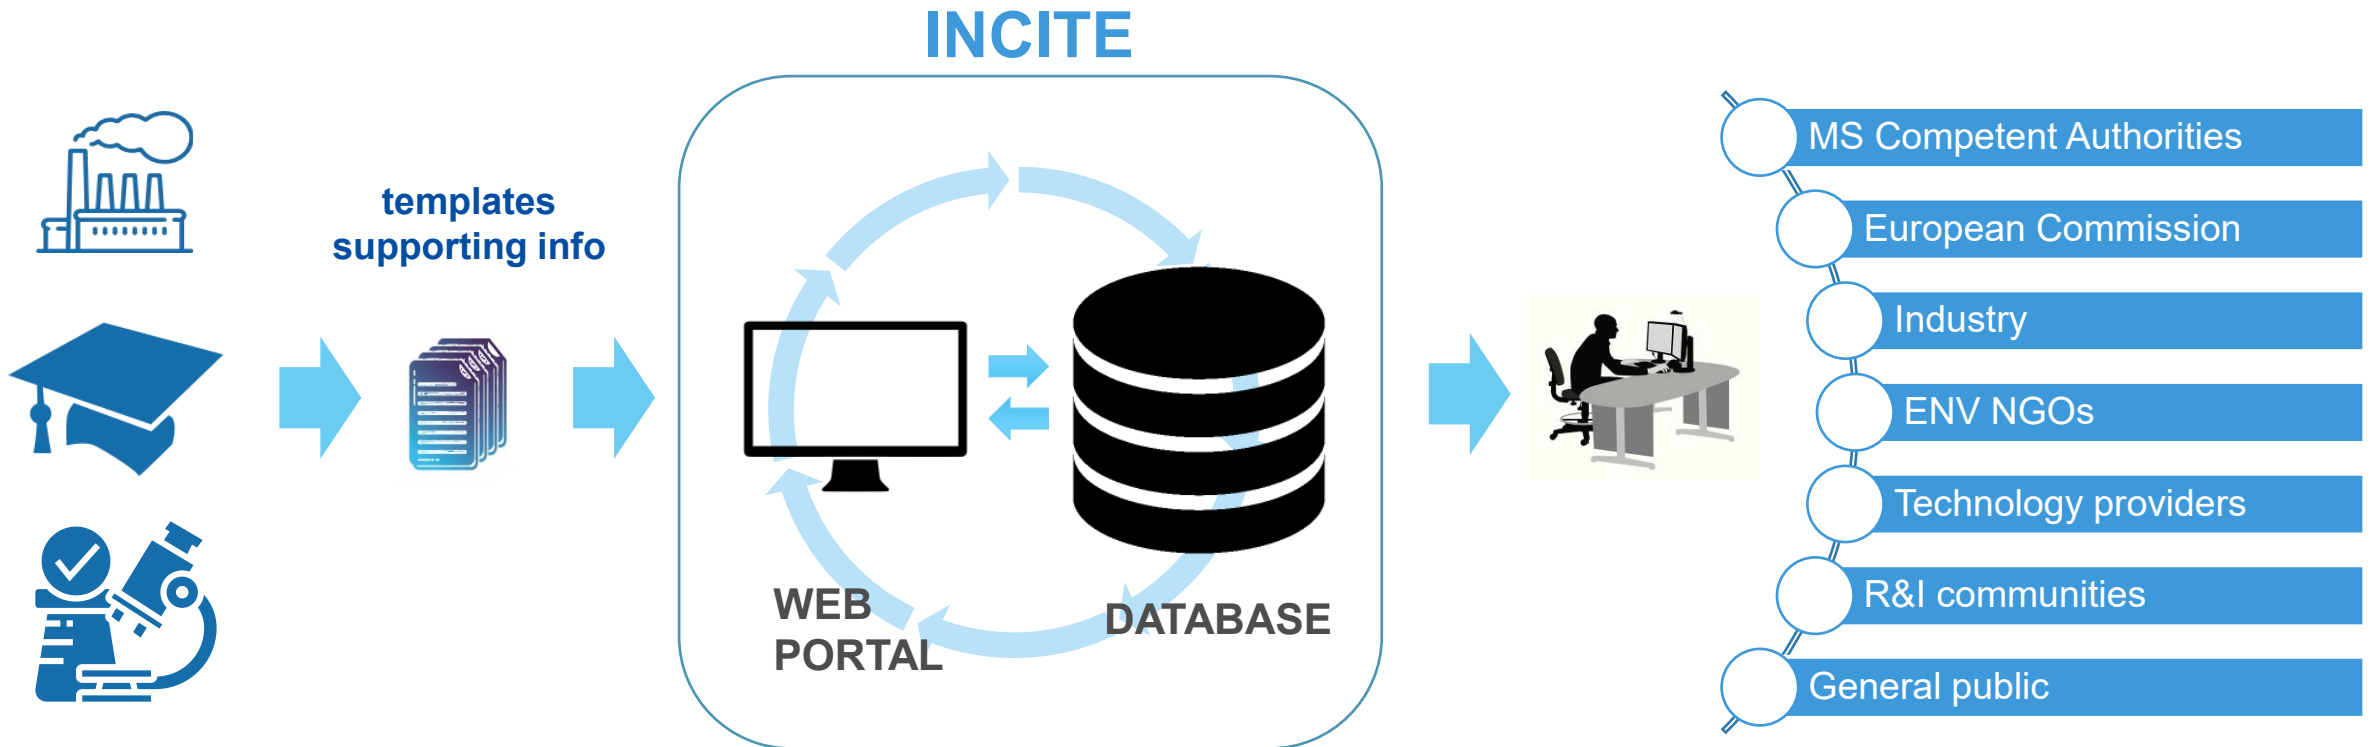 INCITE
templates
supporting info
WEB
PORTAL
DATABASE
MS Competent Authorities
European Commission
Industry
ENV NGOs
Technology providers
R&I communities
General public